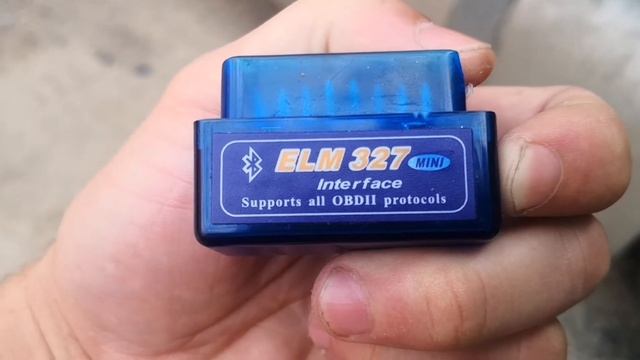 ELM 327 MINI
Interface
Supports all OBDII protocols